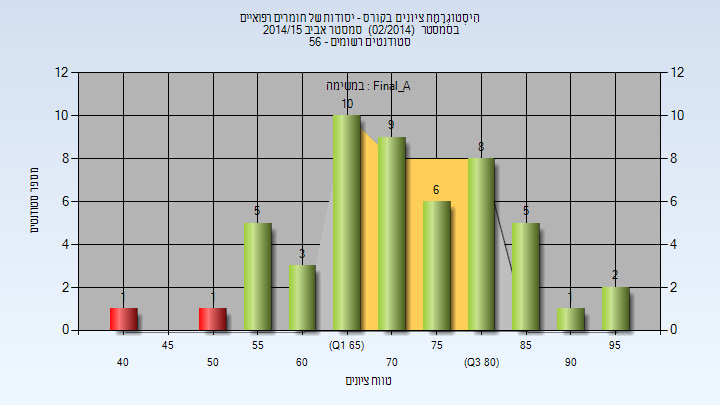 היסטוגרמת ציונים בקורס - יסודות של חומרים רפואיים
בסמסטר (02/2014) סמסטר אביב 2014/15
סטודנטים רשומים - 56
במשימה : Final_A
12 12
10 10
8 8
6 6
4 4
2 2
0 0
1 1 5 3 10 9 6 8 5 1 2
מספר סטודנטים
45 55 (Q1 65) 75 85 95
40 50 60 70 (Q3 80) 90
טווח ציונים